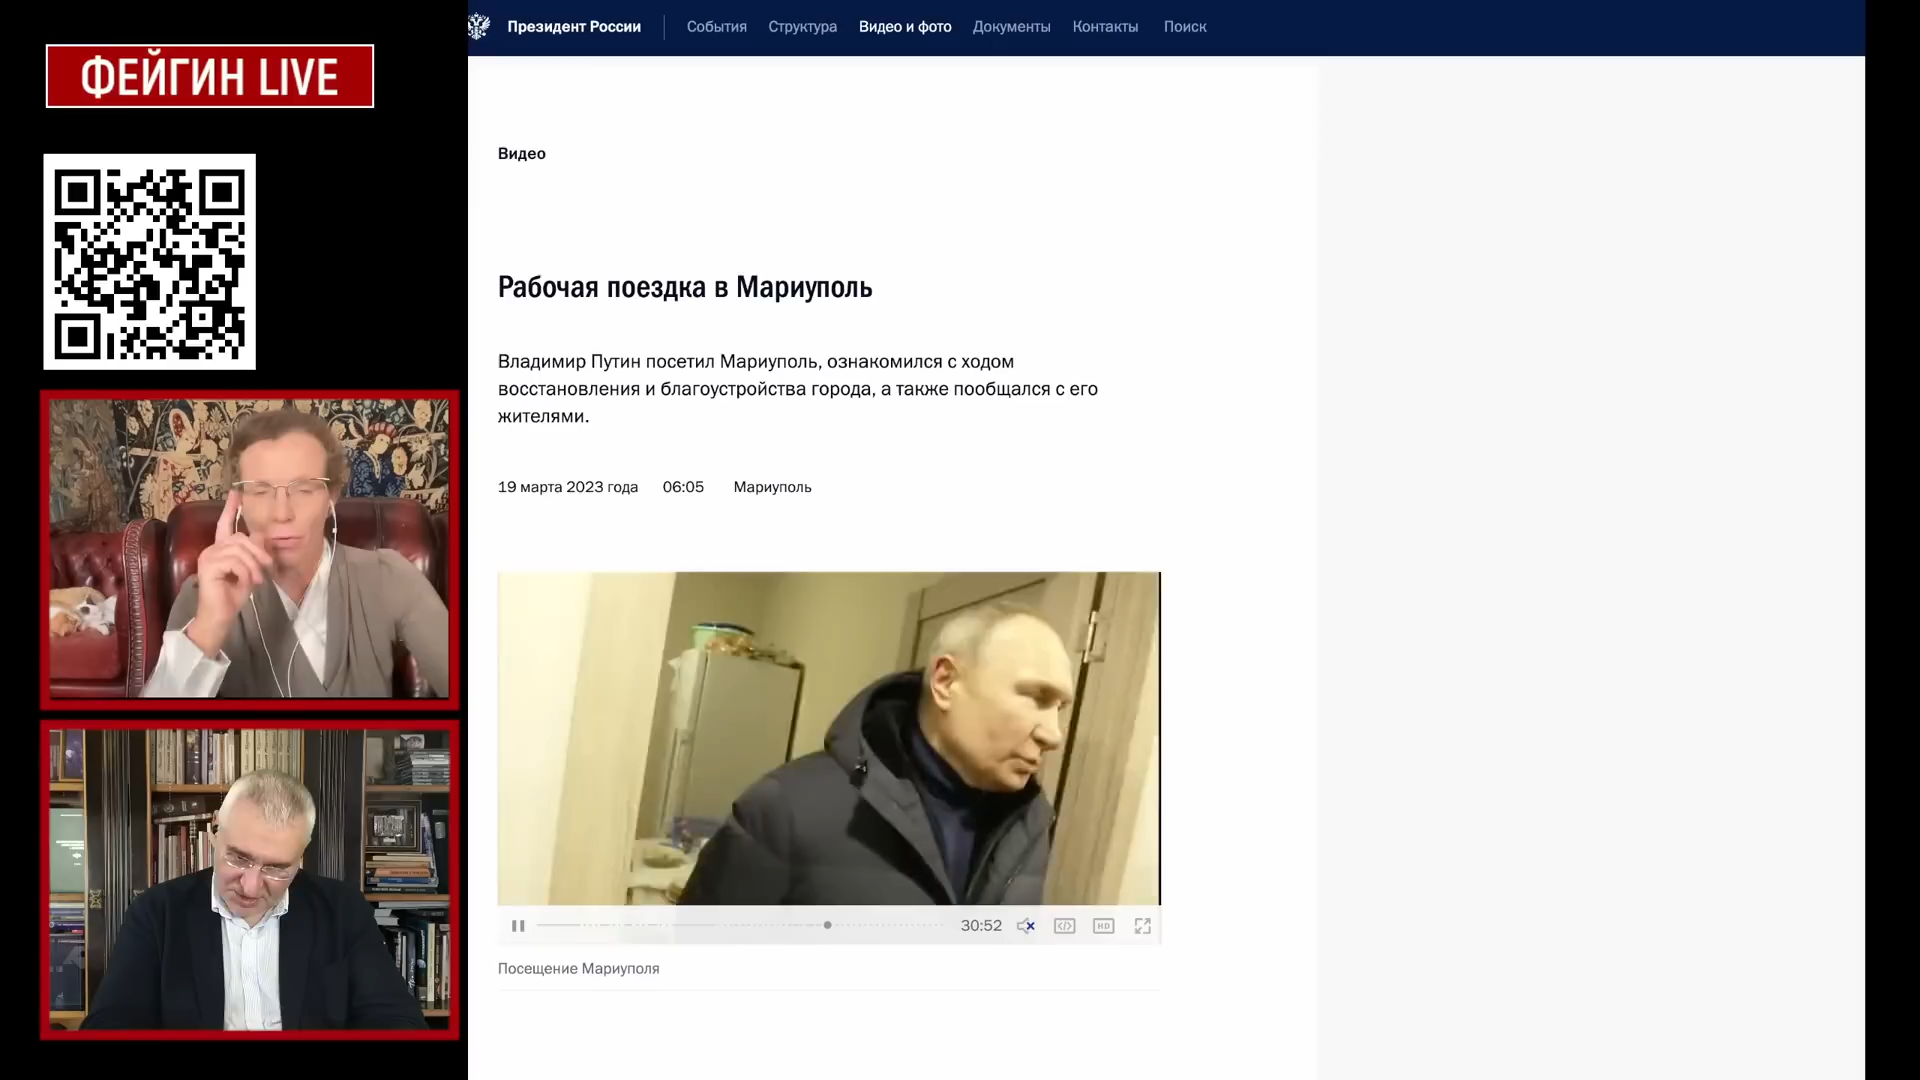 ФЕЙГИН LIVE
Президент России
События
Структура
Видео и фото
Документы
Контакты
Поиск
Видео
Рабочая поездка в Мариуполь
Владимир Путин посетил Мариуполь, ознакомился с ходом
восстановления и благоустройства города, а также пообщался с его
жителями.
19 марта 2023 года 06:05 Мариуполь
30:52
HD
Посещение Мариуполя